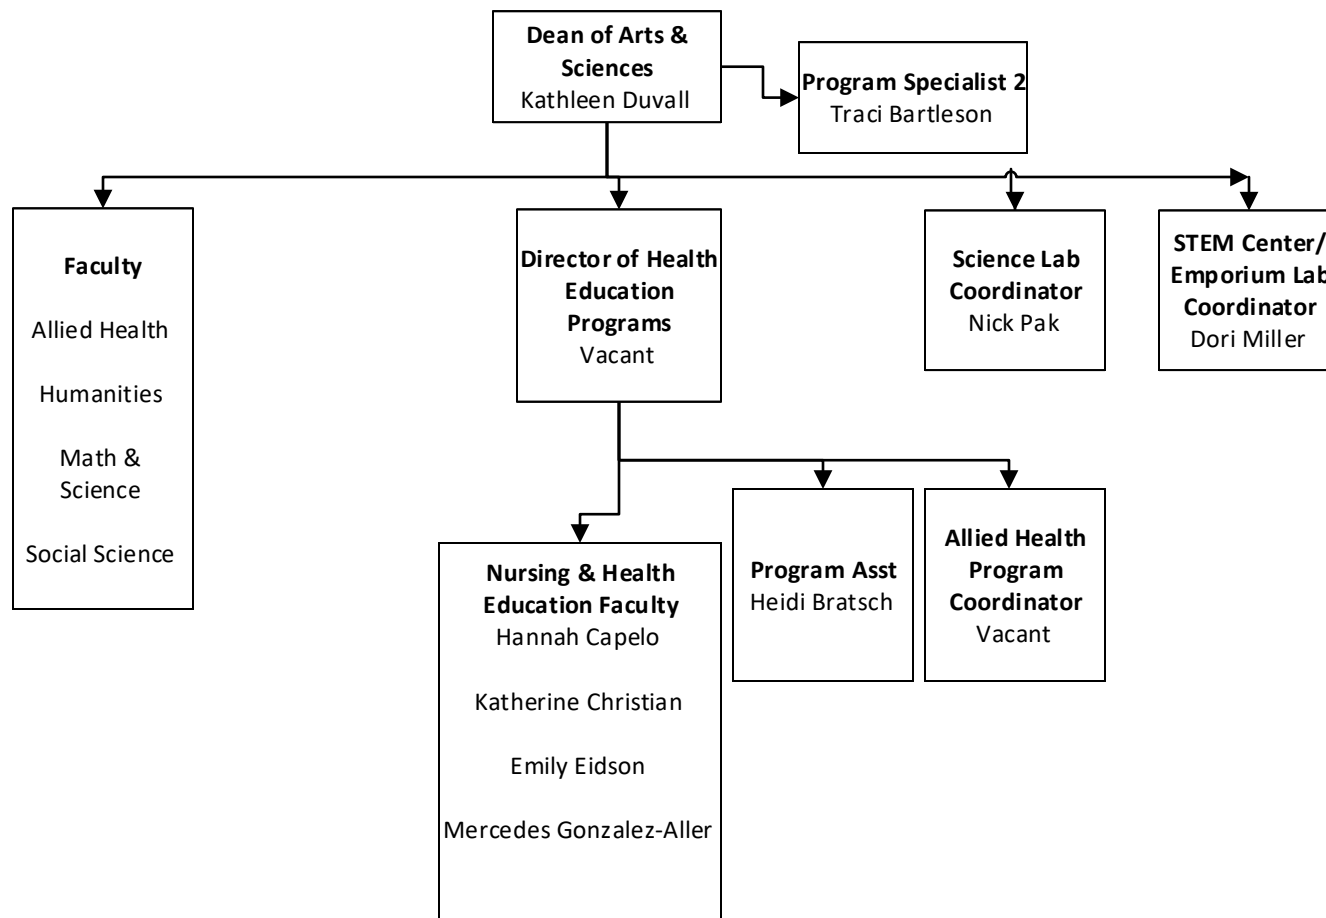 Dean of Arts &
Sciences
Kathleen Duvall
Program Specialist 2
Traci Bartleson
Faculty
Allied Health
Humanities
Math &
Science
Social Science
Director of Health
Education
Programs
Vacant
Science Lab
Coordinator
Nick Pak
STEM Center/
Emporium Lab
Coordinator
Dori Miller
Nursing & Health
Education Faculty
Hannah Capelo
Katherine Christian
Emily Eidson
Mercedes Gonzalez-Aller
Program Asst
Heidi Bratsch
Allied Health
Program
Coordinator
Vacant